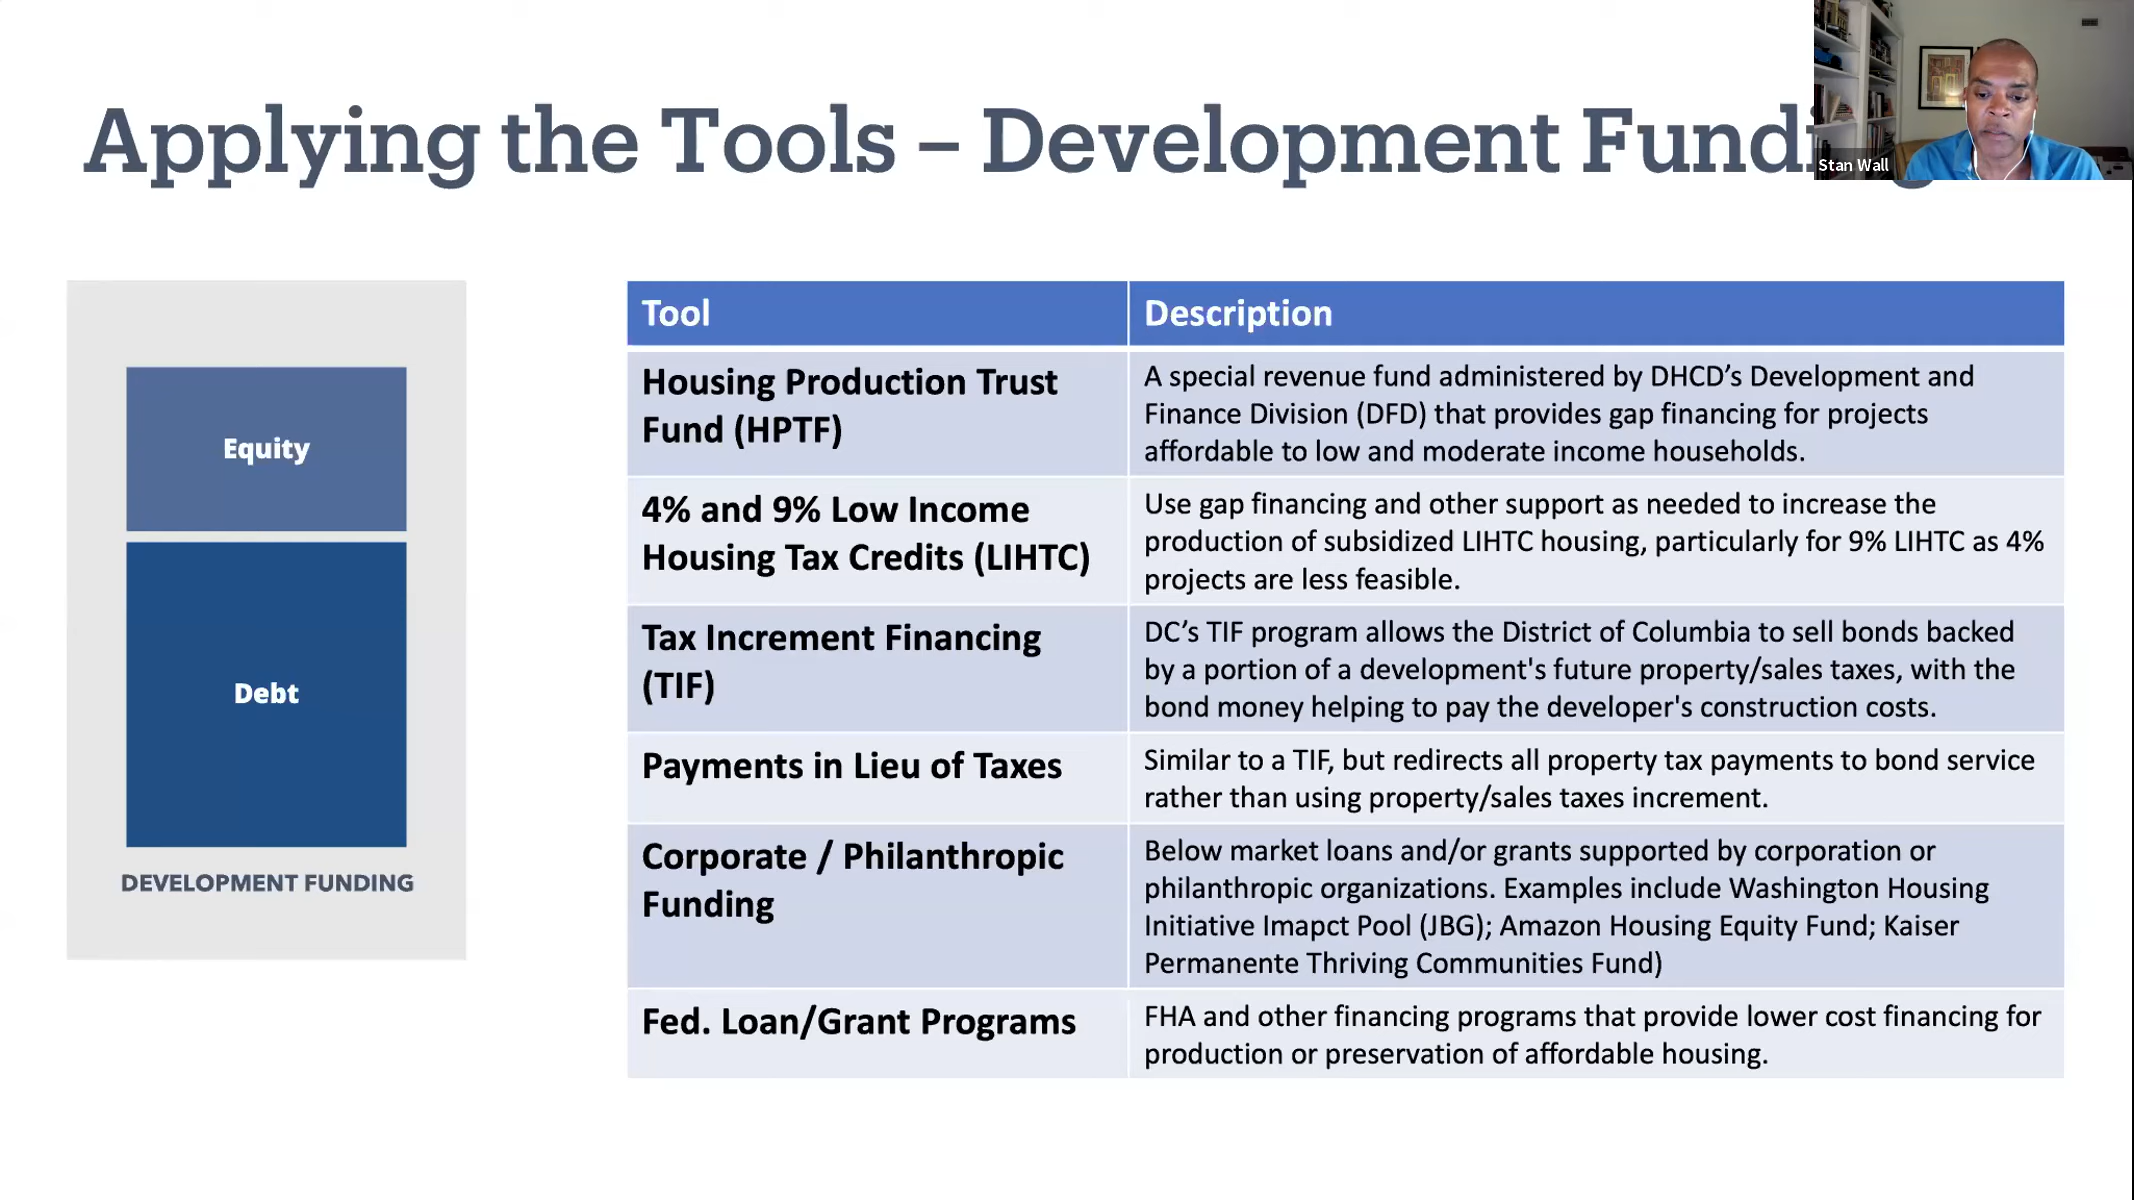 Applying the Tools – Development Fundi g
Stan Wall
Equity
Debt
DEVELOPMENT FUNDING
Tool
Description
Housing Production Trust
Fund (HPTF)
A special revenue fund administered by DHCD’s Development and
Finance Division (DFD) that provides gap financing for projects
affordable to low and moderate income households.
4% and 9% Low Income
Housing Tax Credits (LIHTC)
Use gap financing and other support as needed to increase the
production of subsidized LIHTC housing, particularly for 9% LIHTC as 4%
projects are less feasible.
Tax Increment Financing
(TIF)
DC’s TIF program allows the District of Columbia to sell bonds backed
by a portion of a development's future property/sales taxes, with the
bond money helping to pay the developer's construction costs.
Payments in Lieu of Taxes
Similar to a TIF, but redirects all property tax payments to bond service
rather than using property/sales taxes increment.
Corporate / Philanthropic
Funding
Below market loans and/or grants supported by corporation or
philanthropic organizations. Examples include Washington Housing
Initiative Imapct Pool (JBG); Amazon Housing Equity Fund; Kaiser
Permanente Thriving Communities Fund)
Fed. Loan/Grant Programs
FHA and other financing programs that provide lower cost financing for
production or preservation of affordable housing.